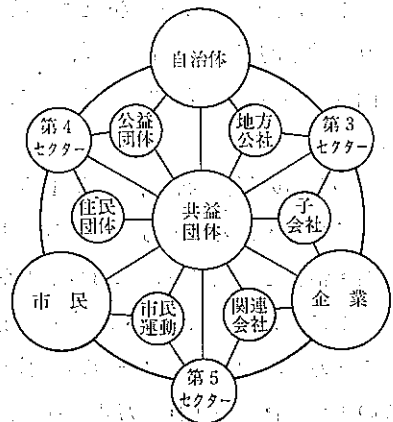 自治体
第4
セクター
公益
団体
地方
公社
第3
セクター
住民
団体
共益
団体
子
会社
市民
市民
運動
関連
会社
企業
第5
セクター